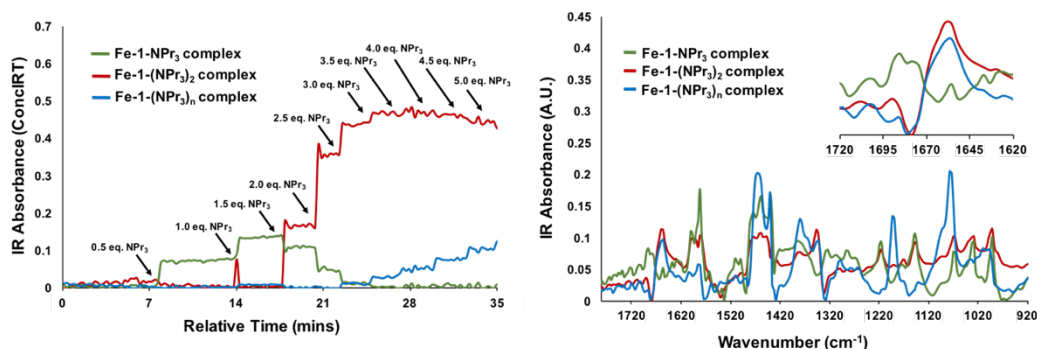 0.7
0.6
0.5
0.4
0.3
0.2
0.1
0
IR Absorbance (ConcIRT)
Fe-1-NPr3 complex
Fe-1-(NPr3)2 complex
Fe-1-(NPr3)n complex
0.5 eq. NPr3
1.0 eq. NPr3
1.5 eq. NPr3
2.0 eq. NPr3
2.5 eq. NPr3
3.0 eq. NPr3
3.5 eq. NPr3
4.0 eq. NPr3
4.5 eq. NPr3
5.0 eq. NPr3
0 7 14 21 28 35
Relative Time (mins)
0.45
0.4
0.35
0.3
0.25
0.2
0.15
0.1
0.05
0
IR Absorbance (A.U.)
Fe-1-NPr3 complex
Fe-1-(NPr3)2 complex
Fe-1-(NPr3)n complex
1720 1695 1670 1645 1620
1720 1620 1520 1420 1320 1220 1120 1020 920
Wavenumber (cm-1)